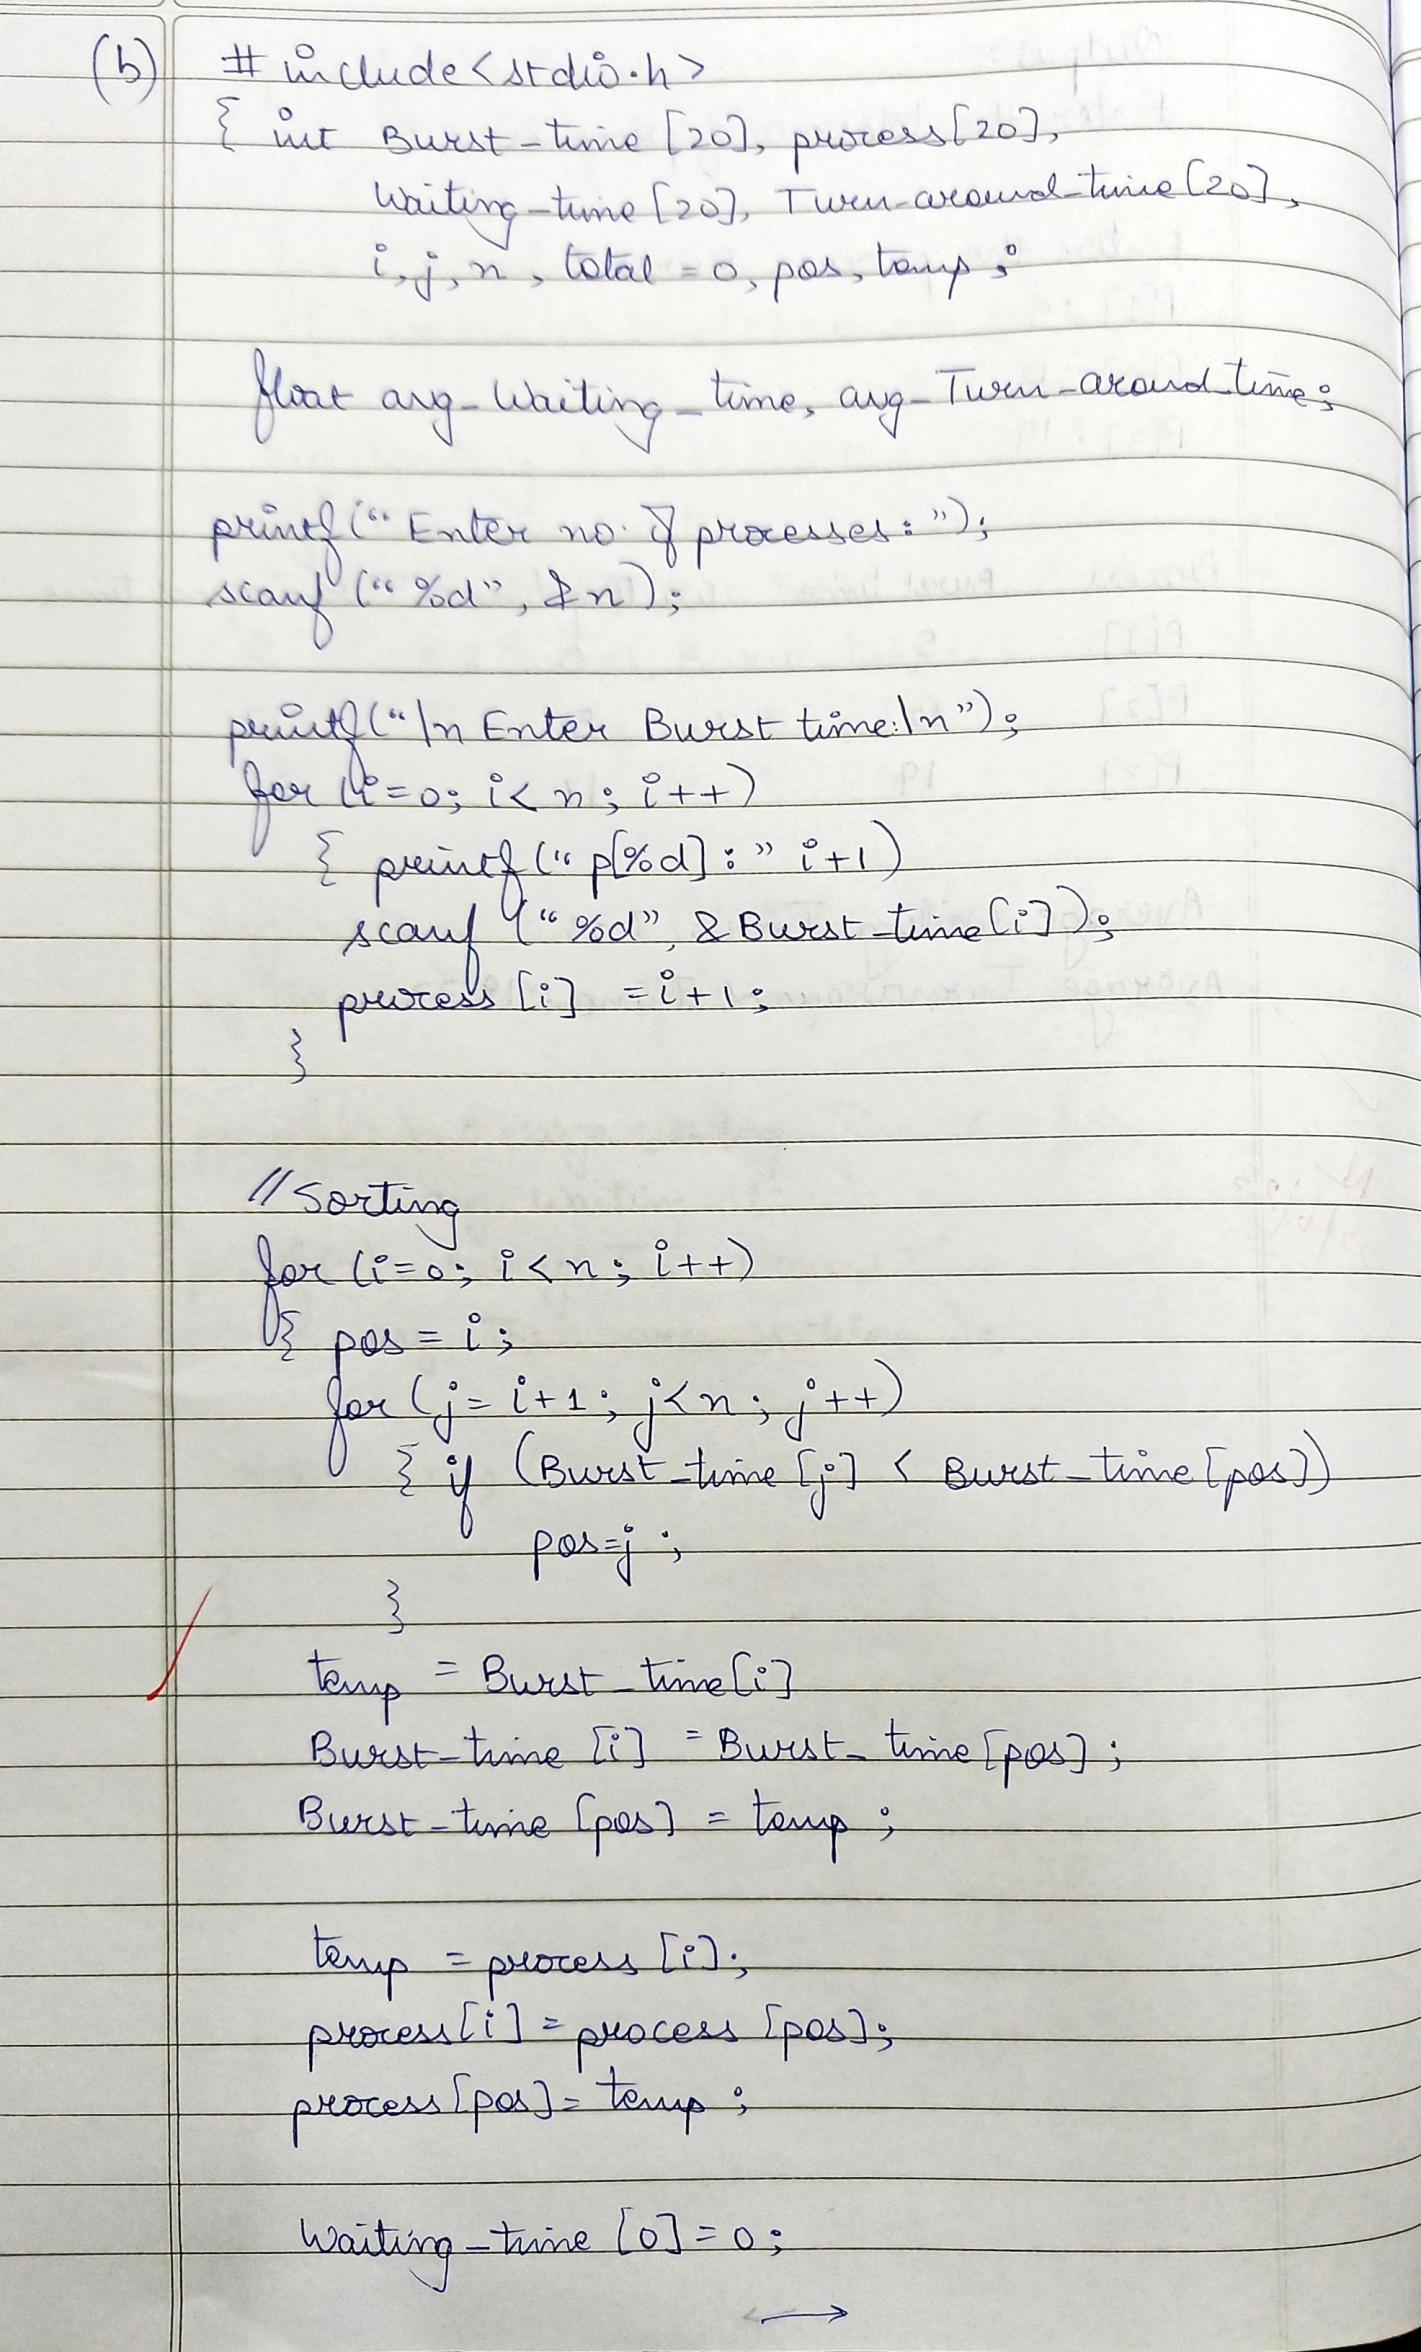 (b) # include <stdio.h>
{ int Burst-time [20], process[20],
Waiting-time [20], Turn-around-time [20],
i, j, n, total = 0, pos, temp ;
float avg-Waiting-time, avg-Turn-around-time ;
printf (" Enter no. of processes : ");
scanf (" %d", & n );
printf ("\n Enter Burst time:\n");
for (i=0; i< n ; i++)
{ printf (" p[%d] : " i+1)
scanf (" %d", & Burst-time [i] );
process [i] = i+1 ;
}
// Sorting
for (i=0; i<n ; i++)
{ pos = i ;
for (j= i+1 ; j<n ; j++)
{ if (Burst-time [j] < Burst-time [pos])
pos=j ;
}
temp = Burst-time[i]
Burst-time [i] = Burst-time [pos] ;
Burst-time [pos] = temp ;
temp = process [i];
process[i] = process [pos];
process [pos] = temp ;
Waiting-time [0] = 0 ;
→